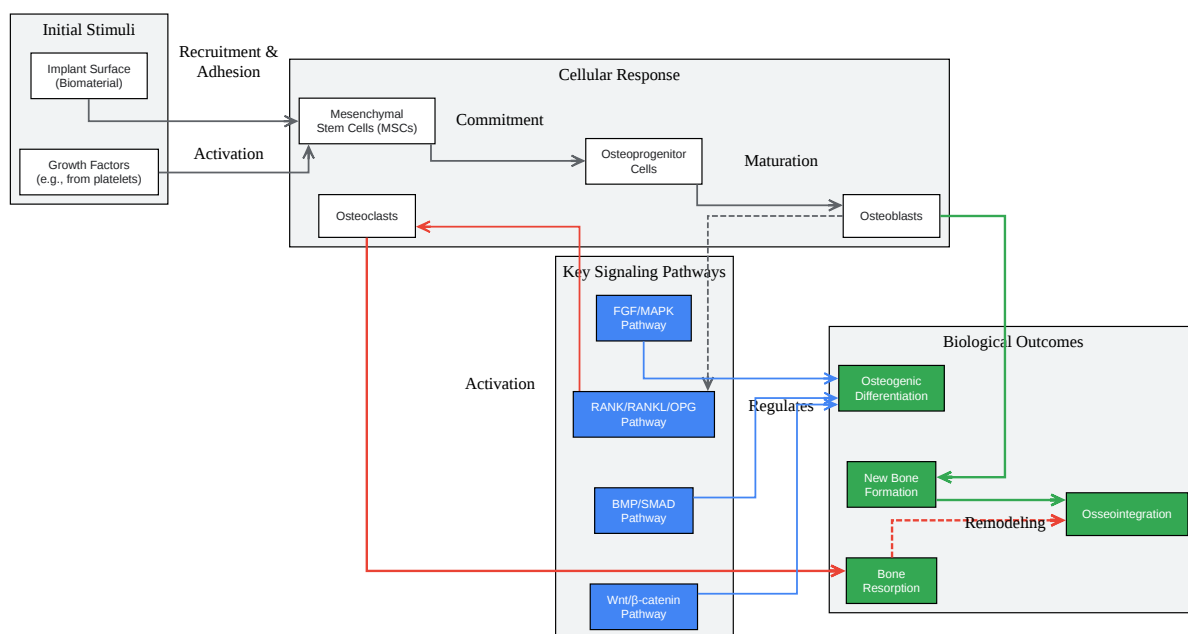 Initial Stimuli
Implant Surface
(Biomaterial)
Growth Factors
(e.g., from platelets)
Recruitment &
Adhesion
Activation
Cellular Response
Mesenchymal
Stem Cells (MSCs)
Commitment
Osteoprogenitor
Cells
Maturation
Osteoclasts
Osteoblasts
Key Signaling Pathways
FGF/MAPK
Pathway
Activation
RANK/RANKL/OPG
Pathway
Regulates
BMP/SMAD
Pathway
Wnt/β-catenin
Pathway
Biological Outcomes
Osteogenic
Differentiation
New Bone
Formation
Osseointegration
Remodeling
Bone
Resorption